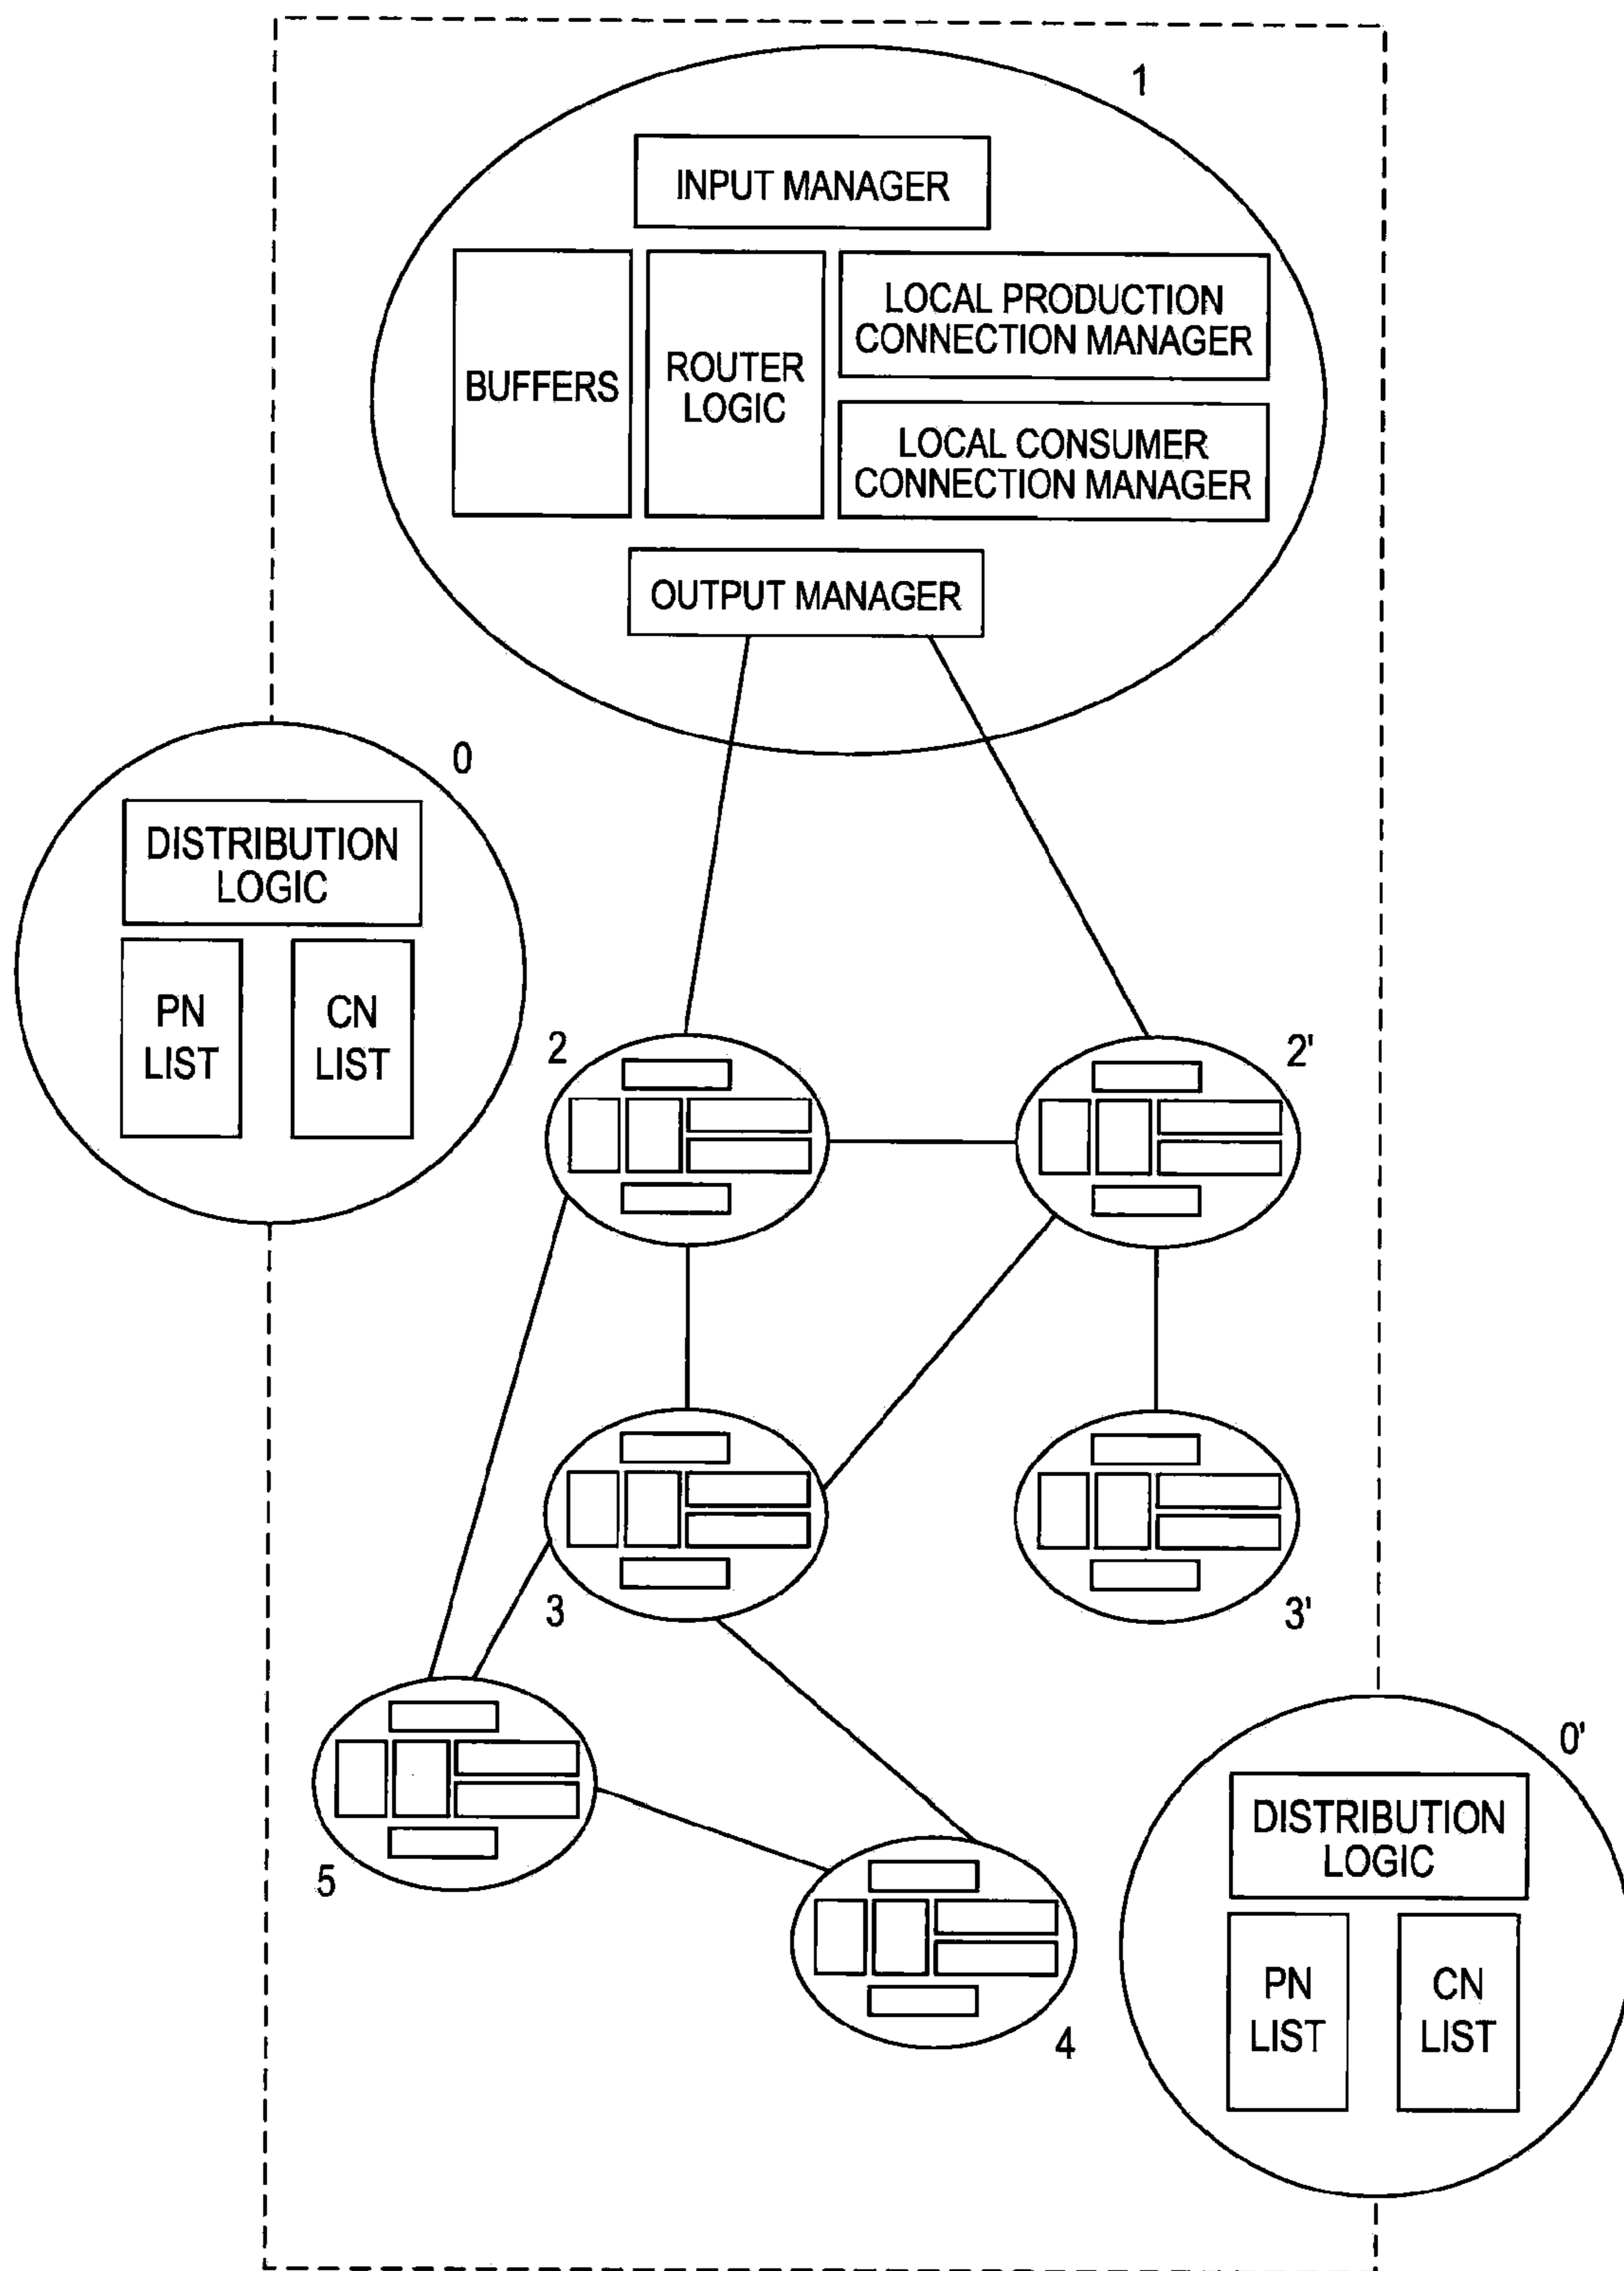 1
INPUT MANAGER
BUFFERS
ROUTER
LOGIC
LOCAL PRODUCTION
CONNECTION MANAGER
LOCAL CONSUMER
CONNECTION MANAGER
OUTPUT MANAGER
0
DISTRIBUTION
LOGIC
PN
LIST
CN
LIST
2
2'
3
3'
5
4
0'
DISTRIBUTION
LOGIC
PN
LIST
CN
LIST